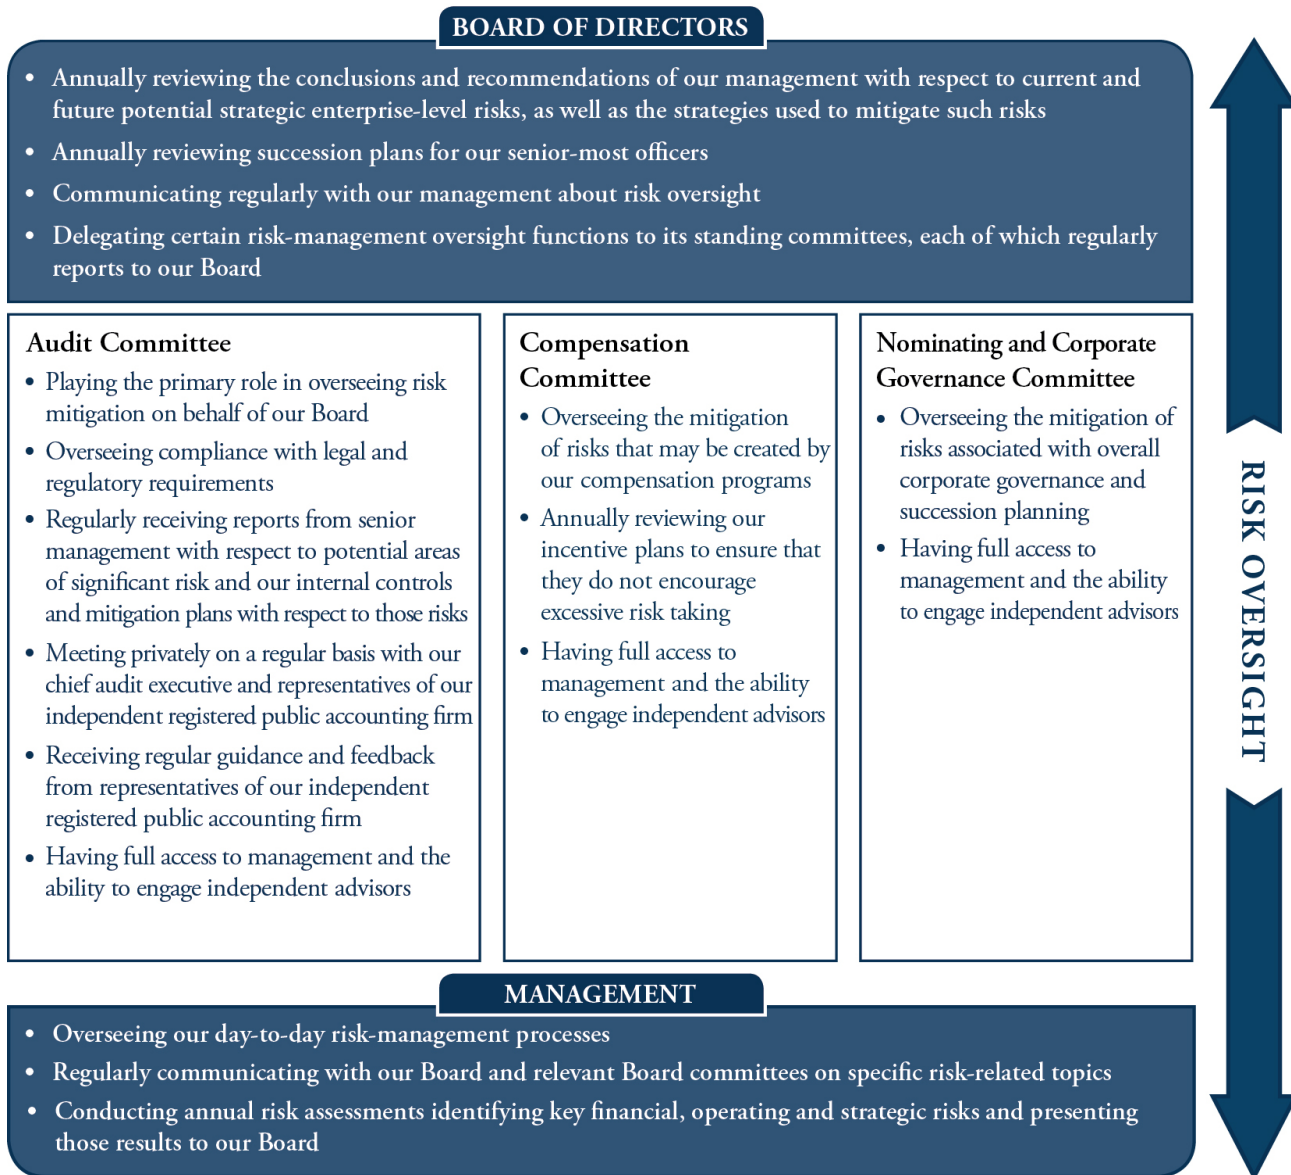 BOARD OF DIRECTORS
• Annually reviewing the conclusions and recommendations of our management with respect to current and
future potential strategic enterprise-level risks, as well as the strategies used to mitigate such risks
• Annually reviewing succession plans for our senior-most officers
• Communicating regularly with our management about risk oversight
• Delegating certain risk-management oversight functions to its standing committees, each of which regularly
reports to our Board
Audit Committee
• Playing the primary role in overseeing risk
mitigation on behalf of our Board
• Overseeing compliance with legal and
regulatory requirements
• Regularly receiving reports from senior
management with respect to potential areas
of significant risk and our internal controls
and mitigation plans with respect to those risks
• Meeting privately on a regular basis with our
chief audit executive and representatives of our
independent registered public accounting firm
• Receiving regular guidance and feedback
from representatives of our independent
registered public accounting firm
• Having full access to management and the
ability to engage independent advisors
Compensation
Committee
• Overseeing the mitigation
of risks that may be created by
our compensation programs
• Annually reviewing our
incentive plans to ensure that
they do not encourage
excessive risk taking
• Having full access to
management and the ability
to engage independent advisors
Nominating and Corporate
Governance Committee
• Overseeing the mitigation of
risks associated with overall
corporate governance and
succession planning
• Having full access to
management and the ability
to engage independent advisors
RISK OVERSIGHT
MANAGEMENT
• Overseeing our day-to-day risk-management processes
• Regularly communicating with our Board and relevant Board committees on specific risk-related topics
• Conducting annual risk assessments identifying key financial, operating and strategic risks and presenting
those results to our Board